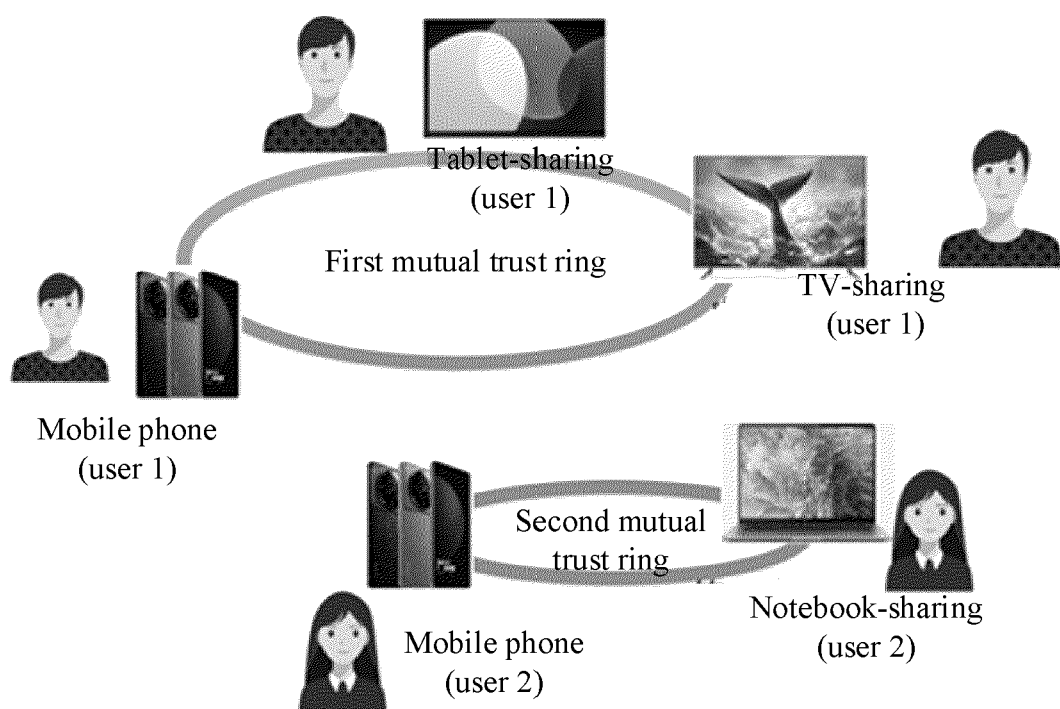 Tablet-sharing
(user 1)
First mutual trust ring
TV-sharing
(user 1)
Mobile phone
(user 1)
Second mutual
trust ring
Notebook-sharing
(user 2)
Mobile phone
(user 2)